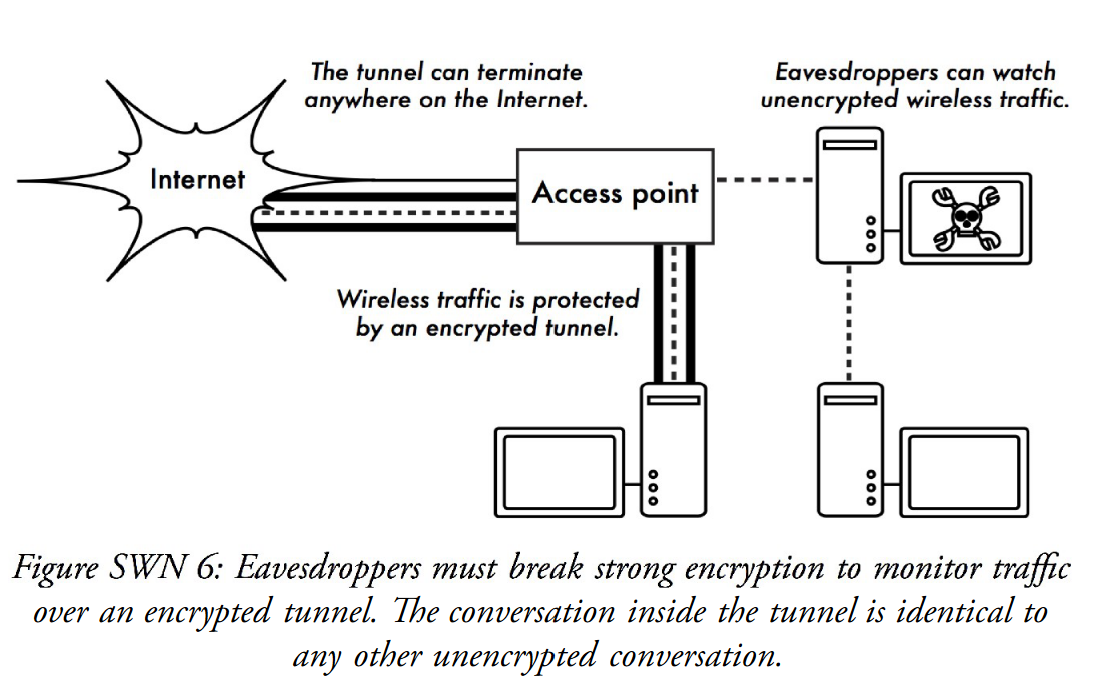 The tunnel can terminate
anywhere on the Internet.
Eavesdroppers can watch
unencrypted wireless traffic.
Internet
Access point
Wireless traffic is protected
by an encrypted tunnel.
Figure SWN 6: Eavesdroppers must break strong encryption to monitor traffic
over an encrypted tunnel. The conversation inside the tunnel is identical to
any other unencrypted conversation.